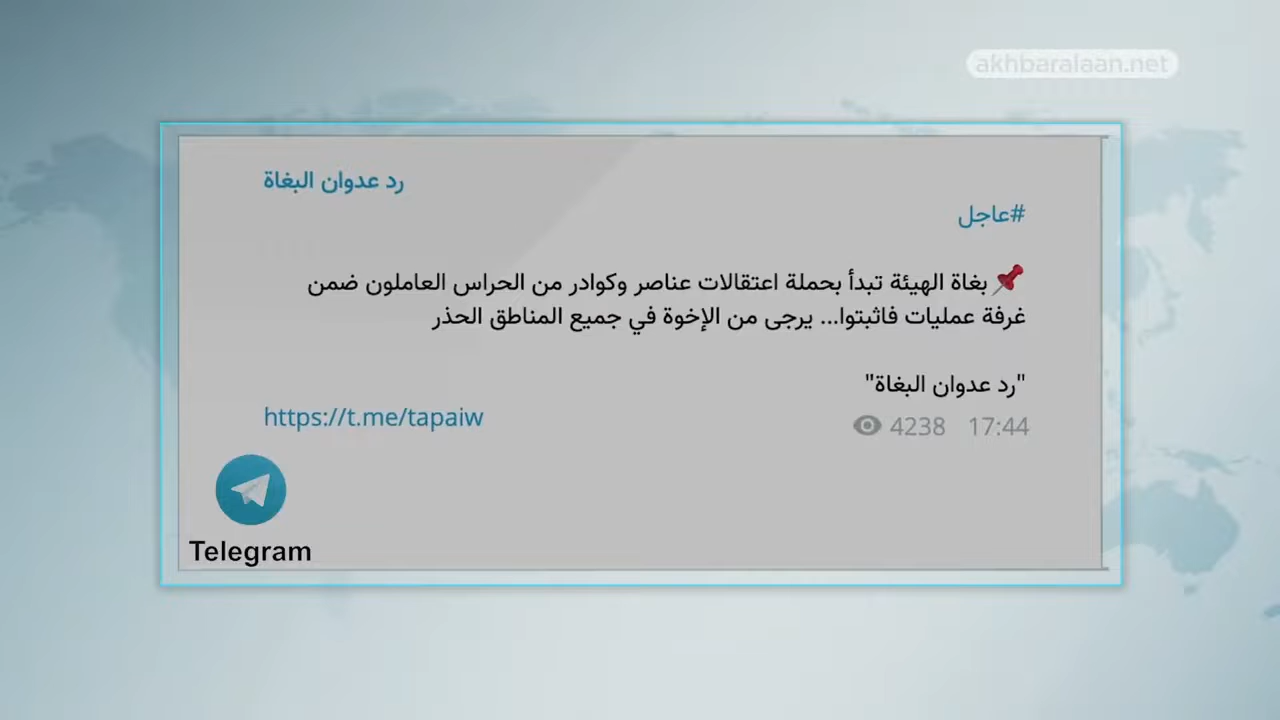 akhbaralaan.net
رد عدوان البغاة
#عاجل
📌بغاة الهيئة تبدأ بحملة اعتقالات عناصر وكوادر من الحراس العاملون ضمن
غرفة عمليات فاثبتوا... يرجى من الإخوة في جميع المناطق الحذر
"رد عدوان البغاة"
https://t.me/tapaiw
4238 17:44
Telegram